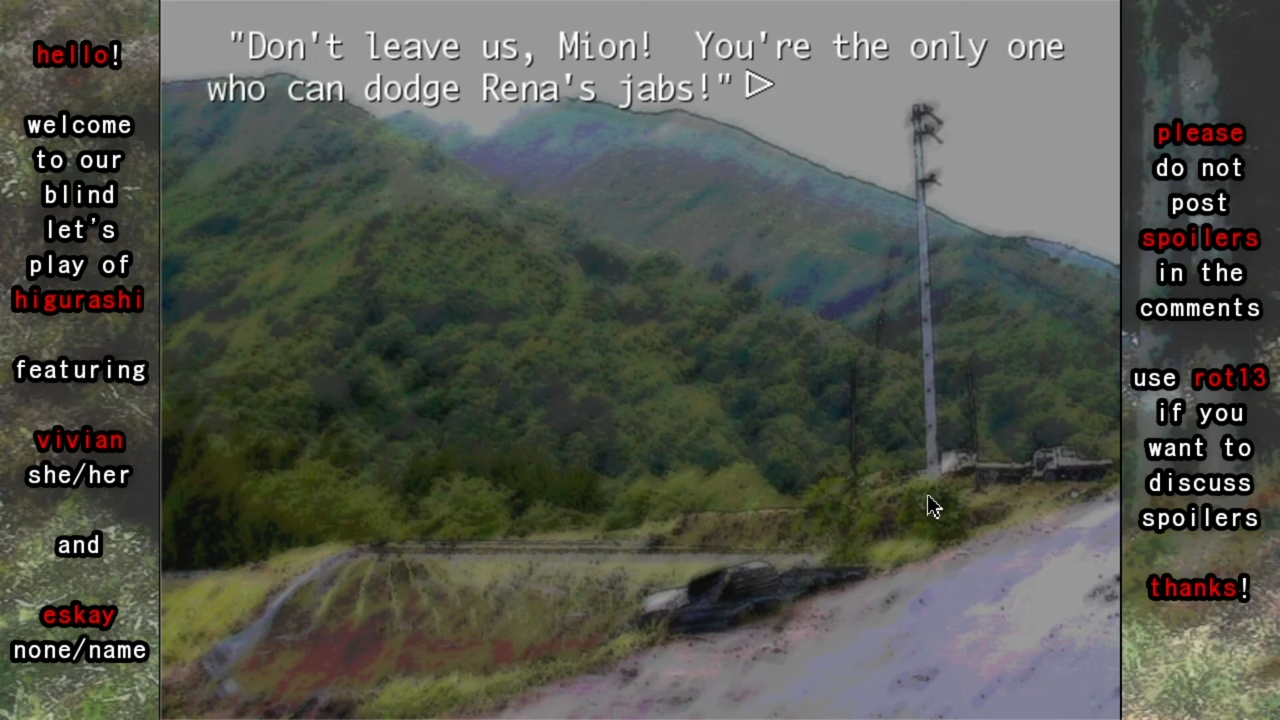 hello!
welcome
to our
blind
let's
play of
higurashi
featuring
vivian
she/her
and
eskay
none/name
"Don't leave us, Mion!  You're the only one
who can dodge Rena's jabs!"
please
do not
post
spoilers
in the
comments
use rot13
if you
want to
discuss
spoilers
thanks!